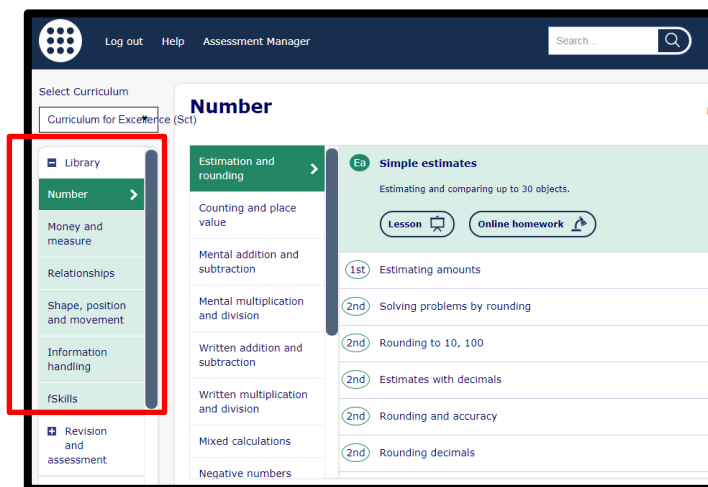 Log out Help Assessment Manager
Search...
Select Curriculum
Curriculum for Excellence (Sct)
Library
Number
Money and
measure
Relationships
Shape, position
and movement
Information
handling
fSkills
Revision
and
assessment
Number
Estimation and
rounding
Counting and place
value
Mental addition and
subtraction
Mental multiplication
and division
Written addition and
subtraction
Written multiplication
and division
Mixed calculations
Negative numbers
Ea Simple estimates
Estimating and comparing up to 30 objects.
Lesson Online homework
1st Estimating amounts
2nd Solving problems by rounding
2nd Rounding to 10, 100
2nd Estimates with decimals
2nd Rounding and accuracy
2nd Rounding decimals